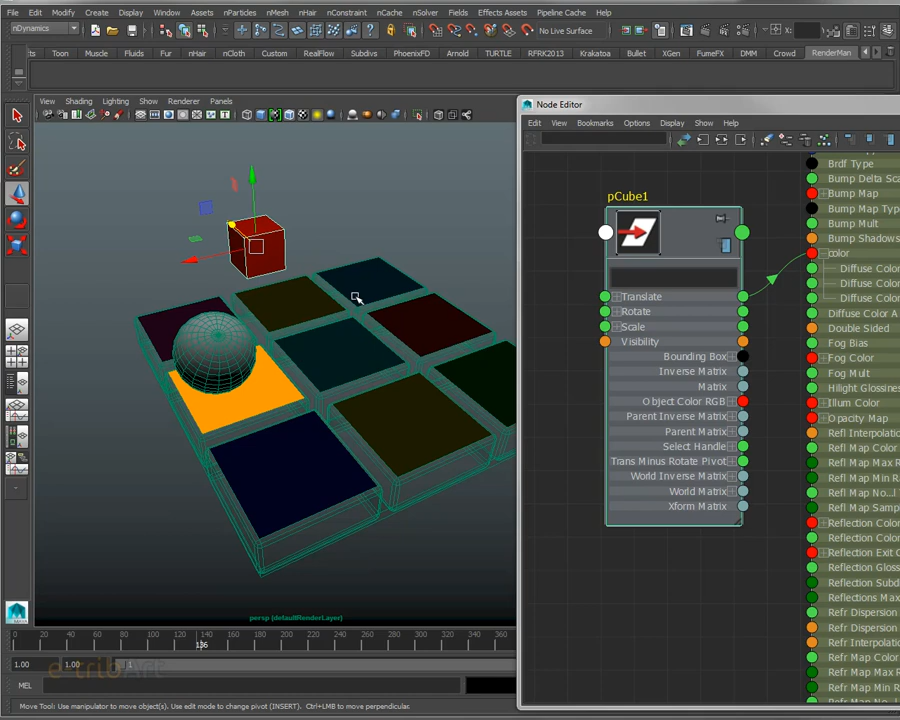 File Edit Modify Create Display Window Assets nParticles nMesh nHair nConstraint nCache nSolver Fields Effects Assets Pipeline Cache Help
nDynamics No Live Surface X:
Toon Muscle Fluids Fur nHair nCloth Custom RealFlow Subdivs PhoenixFD Arnold TURTLE RFRK2013 Krakatoa Bullet XGen FumeFX DMM Crowd RenderMan
View Shading Lighting Show Renderer Panels
Node Editor
Edit View Bookmarks Options Display Show Help
pCube1
Translate
Rotate
Scale
Visibility
Bounding Box
Inverse Matrix
Matrix
Object Color RGB
Parent Inverse Matrix
Parent Matrix
Select Handle
Trans Minus Rotate Pivot
World Inverse Matrix
World Matrix
Xform Matrix
Brdf Type
Bump Delta Sca
Bump Map
Bump Map Type
Bump Mult
Bump Shadows
color
Diffuse Color
Diffuse Colo
Diffuse Colo
Diffuse Color A
Double Sided
Fog Bias
Fog Color
Fog Mult
Hilight Glossines
Illum Color
Opacity Map
Refl Interpolatio
Refl Map Color
Refl Map Max R
Refl Map Min R
Refl Map No...l
Refl Map Samp
Reflection Color
Reflection Exit C
Reflection Gloss
Reflection Subd
Reflections Max
Refr Dispersion
Refr Dispersion
Refr Interpolatio
Refr Map Color
Refr Map Max R
Refr Map Min R
Refr Map No...l
persp (defaultRenderLayer)
0 20 40 60 80 100 120 140 160 180 200 220 240 260 280 300 320 340 360
136
1.00 1.00 1
e-tribArt
MEL
Move Tool: Use manipulator to move object(s). Use edit mode to change pivot (INSERT). Ctrl+LMB to move perpendicular.